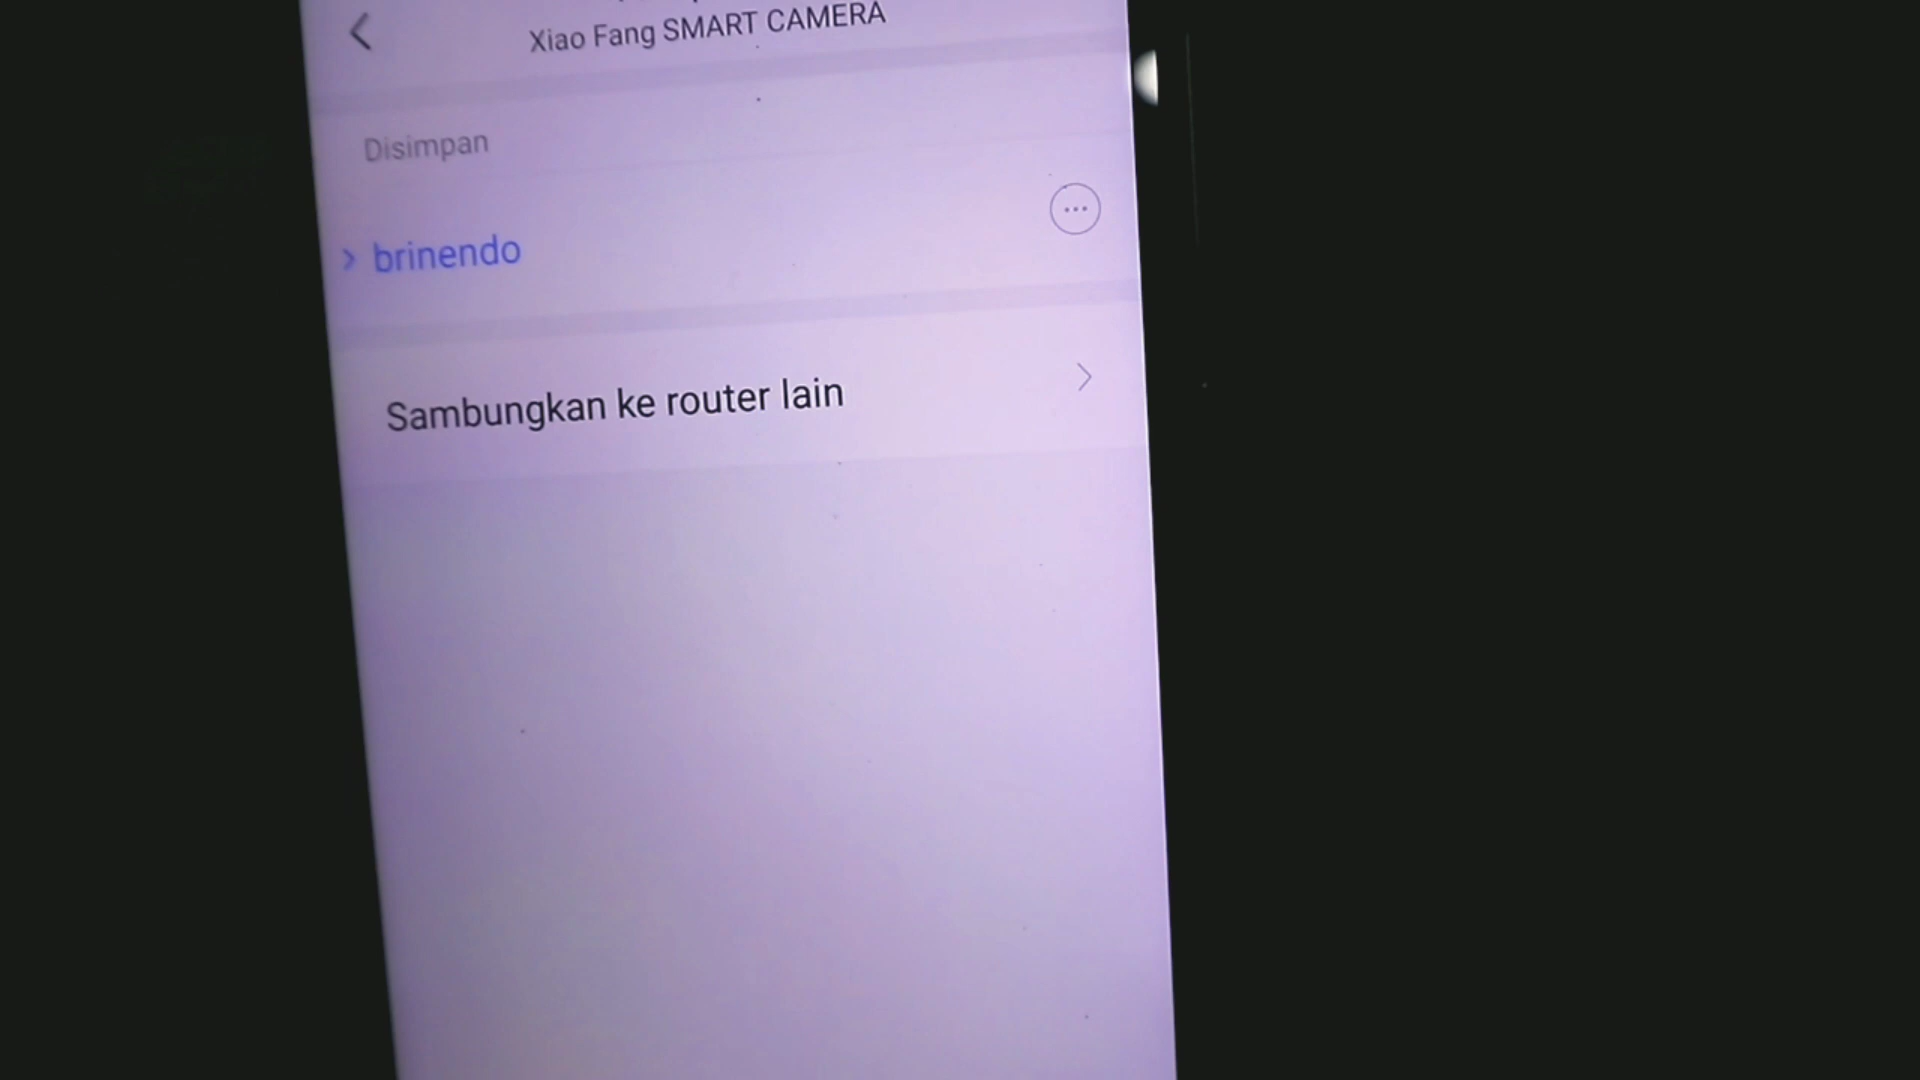 Xiao Fang SMART CAMERA
Disimpan
brinendo
Sambungkan ke router lain